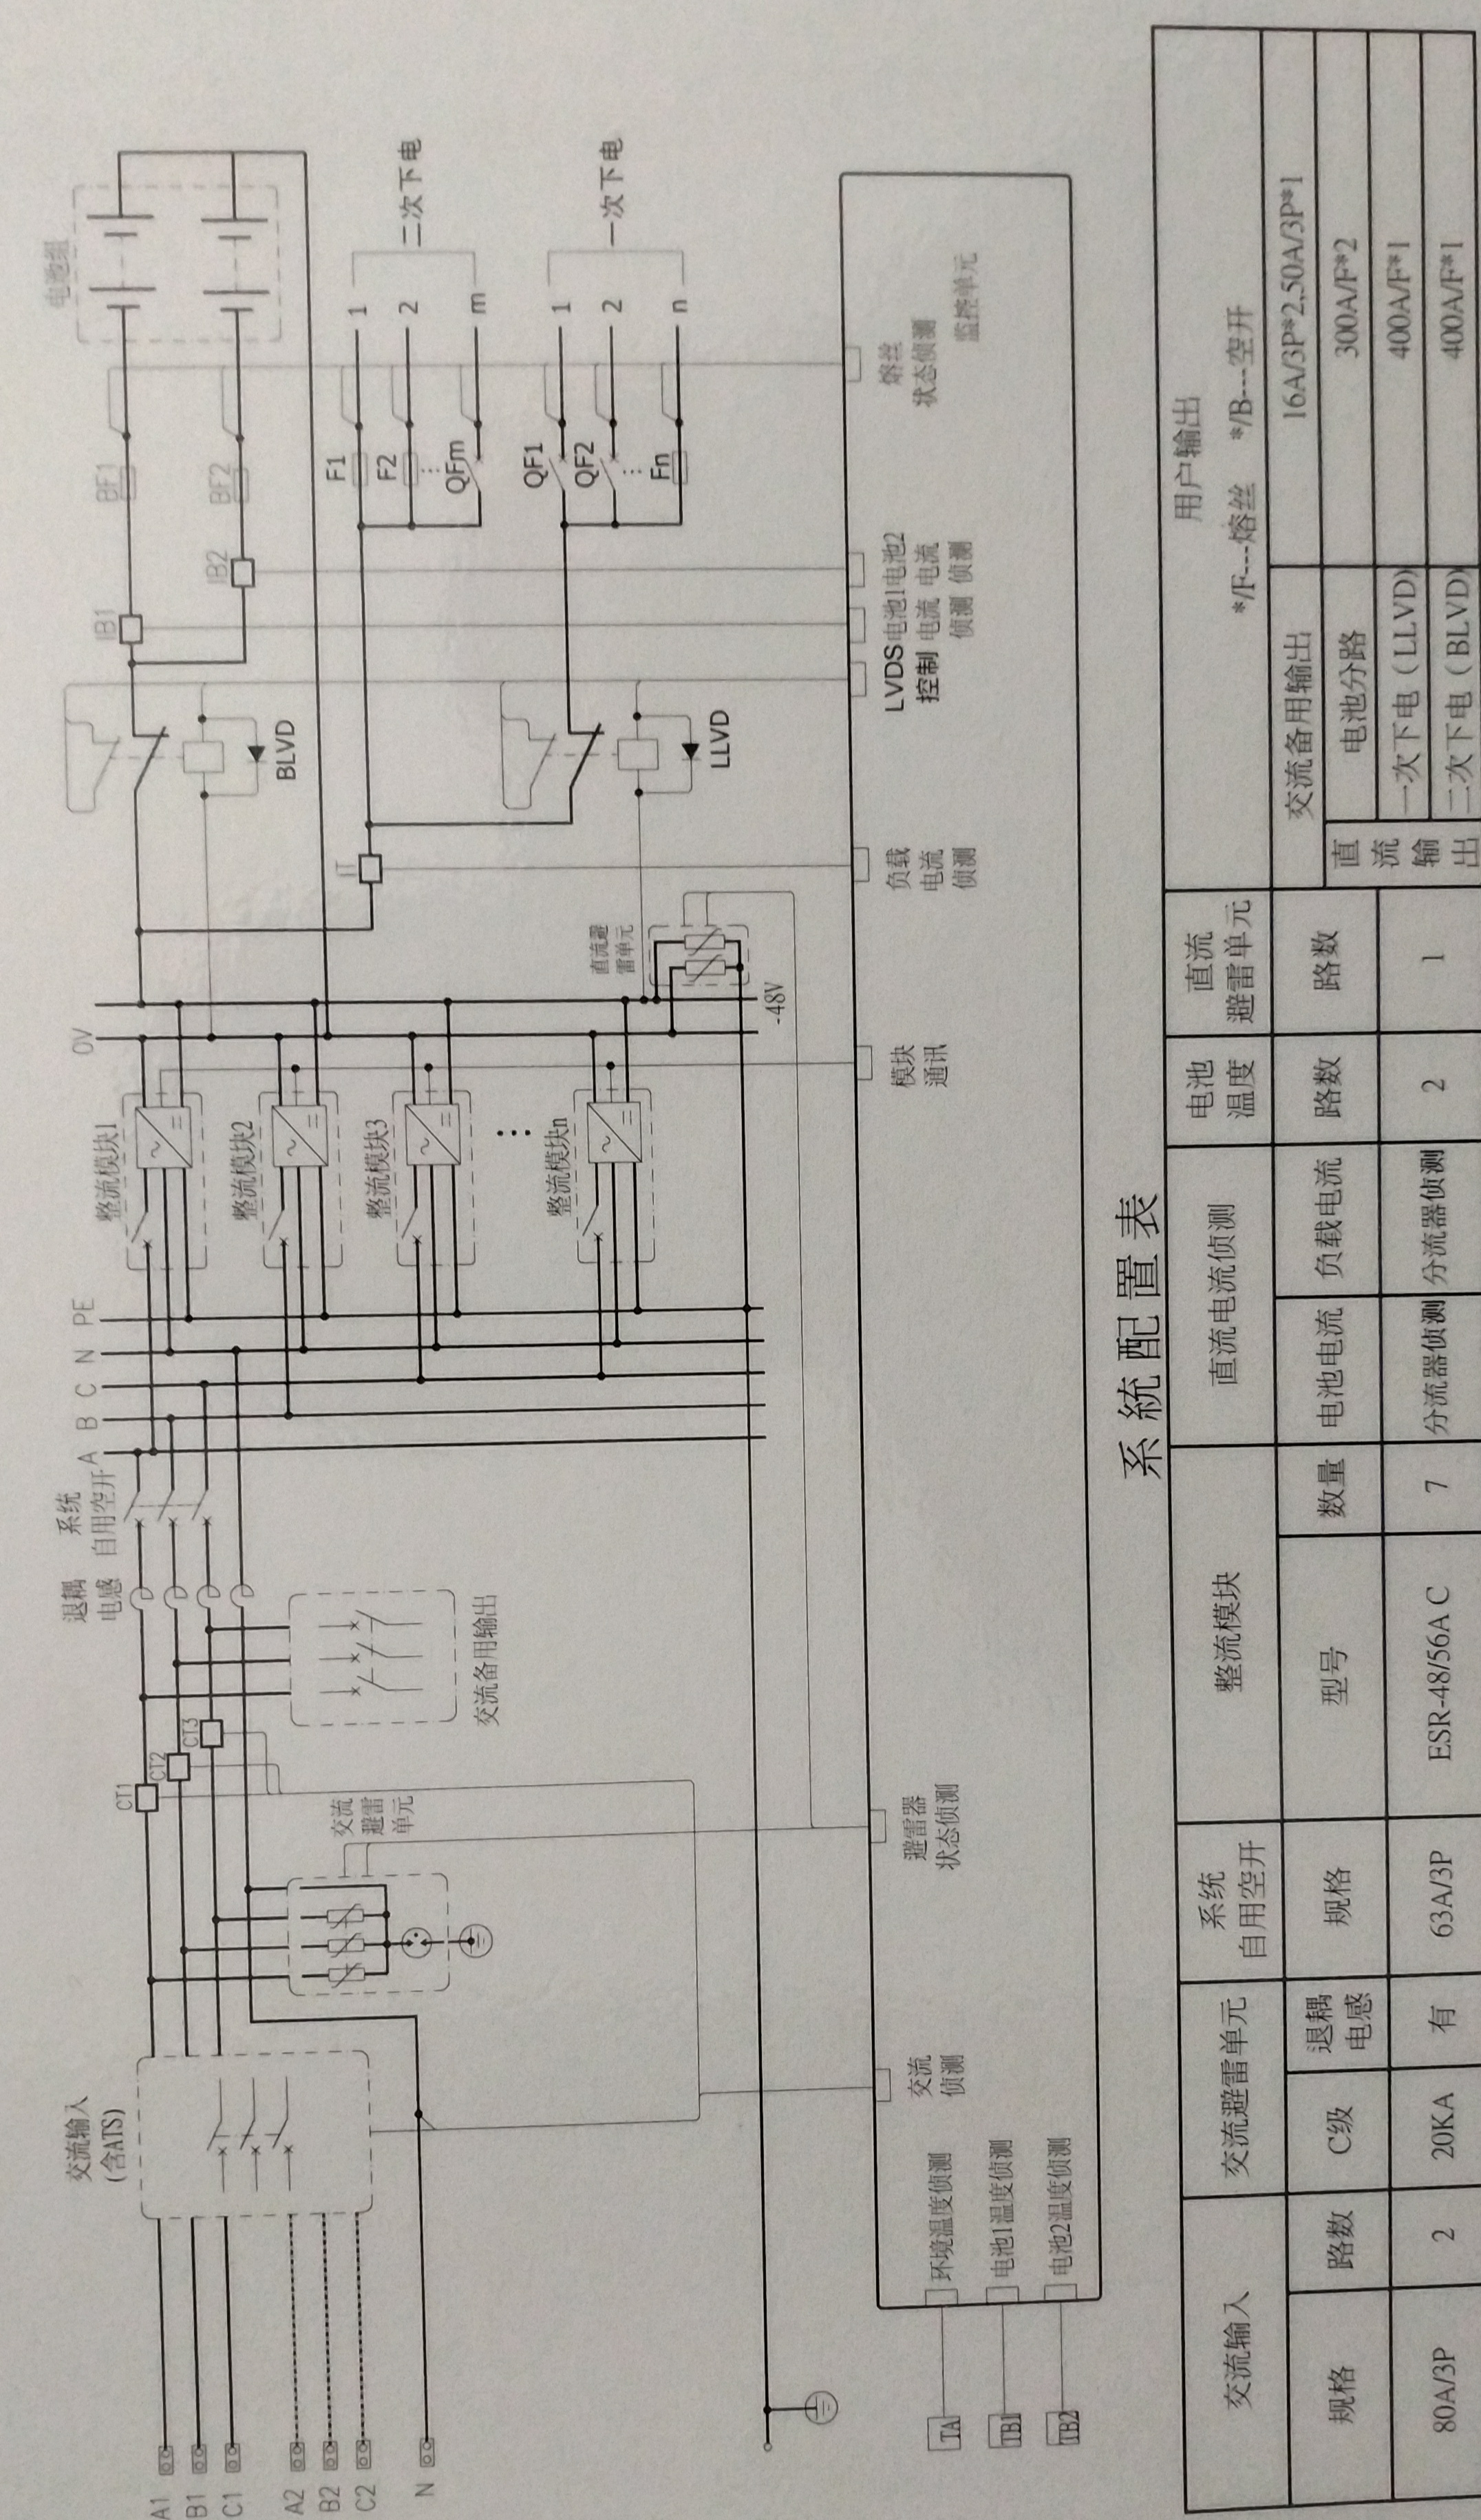 A1
B1
C1
A2
B2
C2
N
交流输入
(含ATS)
CT1
CT2
CT3
交流
避雷
单元
交流备用输出
退耦
电感
系统
自用空开
A
B
C
N
PE
整流模块1
整流模块2
整流模块3
⋮
整流模块n
0V
-48V
直流避
雷单元
BLVD
LLVD
IB1
IB2
BF1
BF2
电池组
F1
F2
⋮
QFm
1
2
m
二次下电
QF1
QF2
⋮
Fn
1
2
n
一次下电
TA
TB1
TB2
环境温度侦测
电池1温度侦测
电池2温度侦测
交流
侦测
避雷器
状态侦测
模块
通讯
负载
电流
侦测
LVDS
控制
电池1
电流
侦测
电池2
电流
侦测
熔丝
状态侦测
监控单元
系統配置表
交流输入
交流避雷单元
系统
自用空开
整流模块
直流电流侦测
电池
温度
直流
避雷单元
用户输出
*/F---熔丝 */B---空开
规格
路数
C级
退耦
电感
规格
型号
数量
电池电流
负载电流
路数
路数
交流备用输出
16A/3P*2,50A/3P*1
80A/3P
2
20KA
有
63A/3P
ESR-48/56A C
7
分流器侦测
分流器侦测
2
1
直
流
输
出
电池分路
300A/F*2
一次下电(LLVD)
400A/F*1
二次下电(BLVD)
400A/F*1